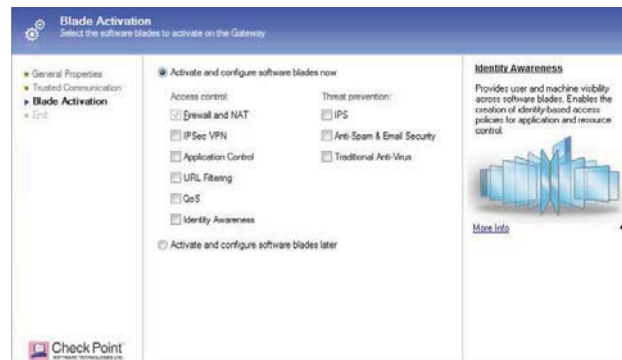 Blade Activation
Select the software blades to activate on the Gateway
General Properties
Trusted Communication
Blade Activation
End
Activate and configure software blades now
Access control:
Firewall and NAT
IPSec VPN
Application Control
URL Filtering
QoS
Identity Awareness
Threat prevention:
IPS
Anti-Spam & Email Security
Traditional Anti-Virus
Activate and configure software blades later
Identity Awareness
Provides user and machine visibility
across software blades. Enables the
creation of identity-based access
policies for application and resource
control.
More Info
Check Point
SOFTWARE TECHNOLOGIES LTD.